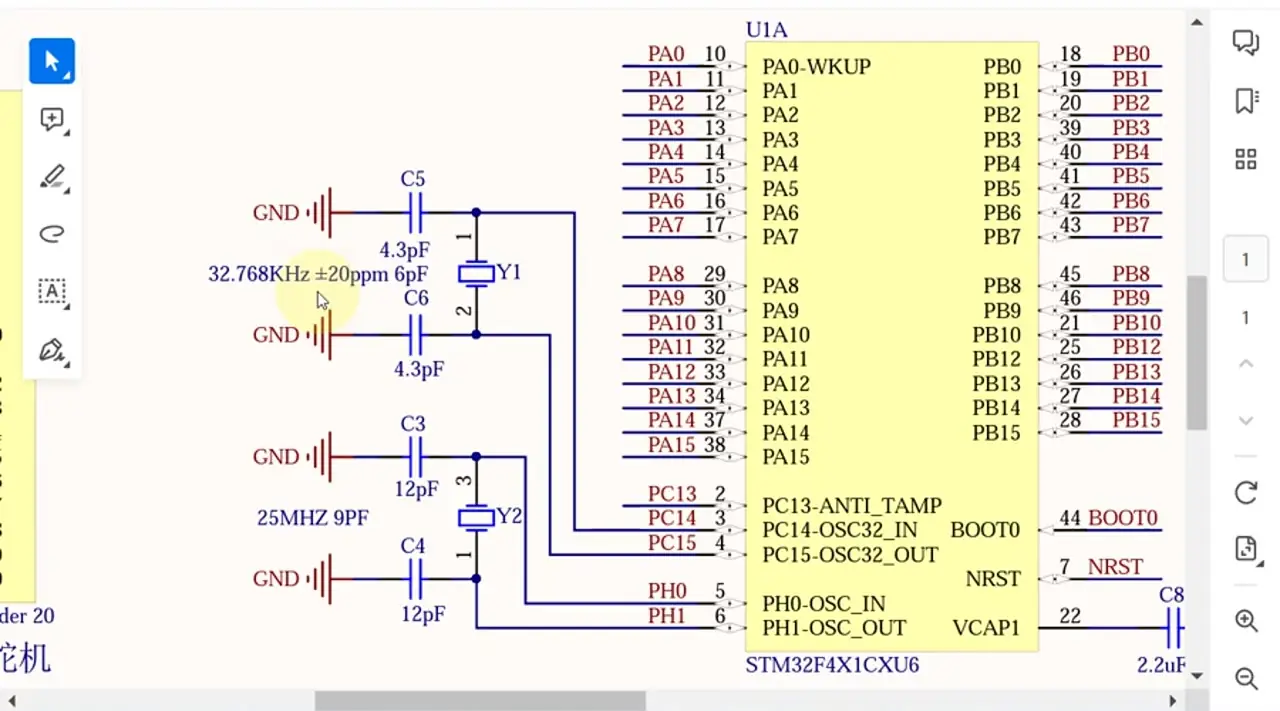 U1A
PA0 10 PA0-WKUP PB0 18 PB0
PA1 11 PA1 PB1 19 PB1
PA2 12 PA2 PB2 20 PB2
PA3 13 PA3 PB3 39 PB3
PA4 14 PA4 PB4 40 PB4
PA5 15 PA5 PB5 41 PB5
PA6 16 PA6 PB6 42 PB6
PA7 17 PA7 PB7 43 PB7
PA8 29 PA8 PB8 45 PB8
PA9 30 PA9 PB9 46 PB9
PA10 31 PA10 PB10 21 PB10
PA11 32 PA11 PB12 25 PB12
PA12 33 PA12 PB13 26 PB13
PA13 34 PA13 PB14 27 PB14
PA14 37 PA14 PB15 28 PB15
PA15 38 PA15
PC13 2 PC13-ANTI_TAMP
PC14 3 PC14-OSC32_IN BOOT0 44 BOOT0
PC15 4 PC15-OSC32_OUT
NRST 7 NRST
PH0 5 PH0-OSC_IN
PH1 6 PH1-OSC_OUT VCAP1 22
STM32F4X1CXU6
C8
2.2uF
C5
GND
4.3pF
1
32.768KHz ±20ppm 6pF
Y1
C6
2
GND
4.3pF
C3
GND
12pF
3
25MHZ 9PF
Y2
C4
1
GND
12pF
der 20
舵机
A
1
1